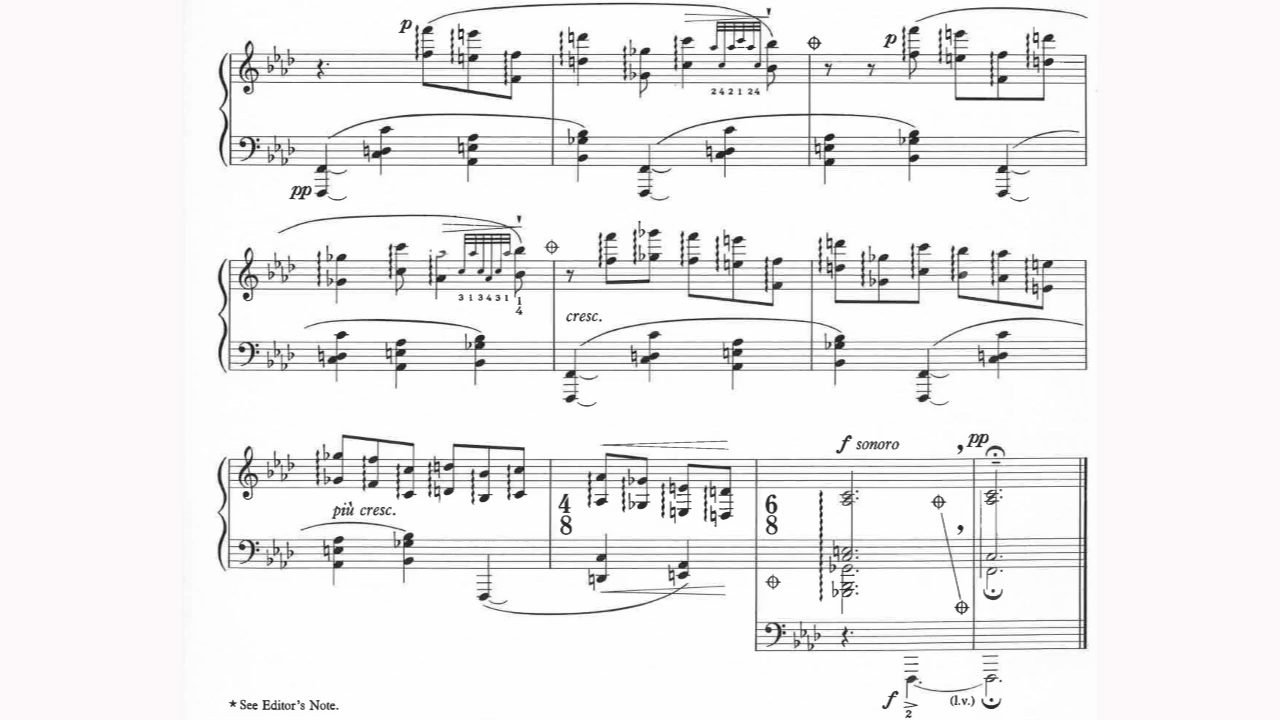 p
p
2 4 2 1 2 4
pp
3 1 3 4 3 1 1
4
cresc.
f sonoro , pp
più cresc.
4
8
6
8
,
f 2 (l.v.)
* See Editor's Note.